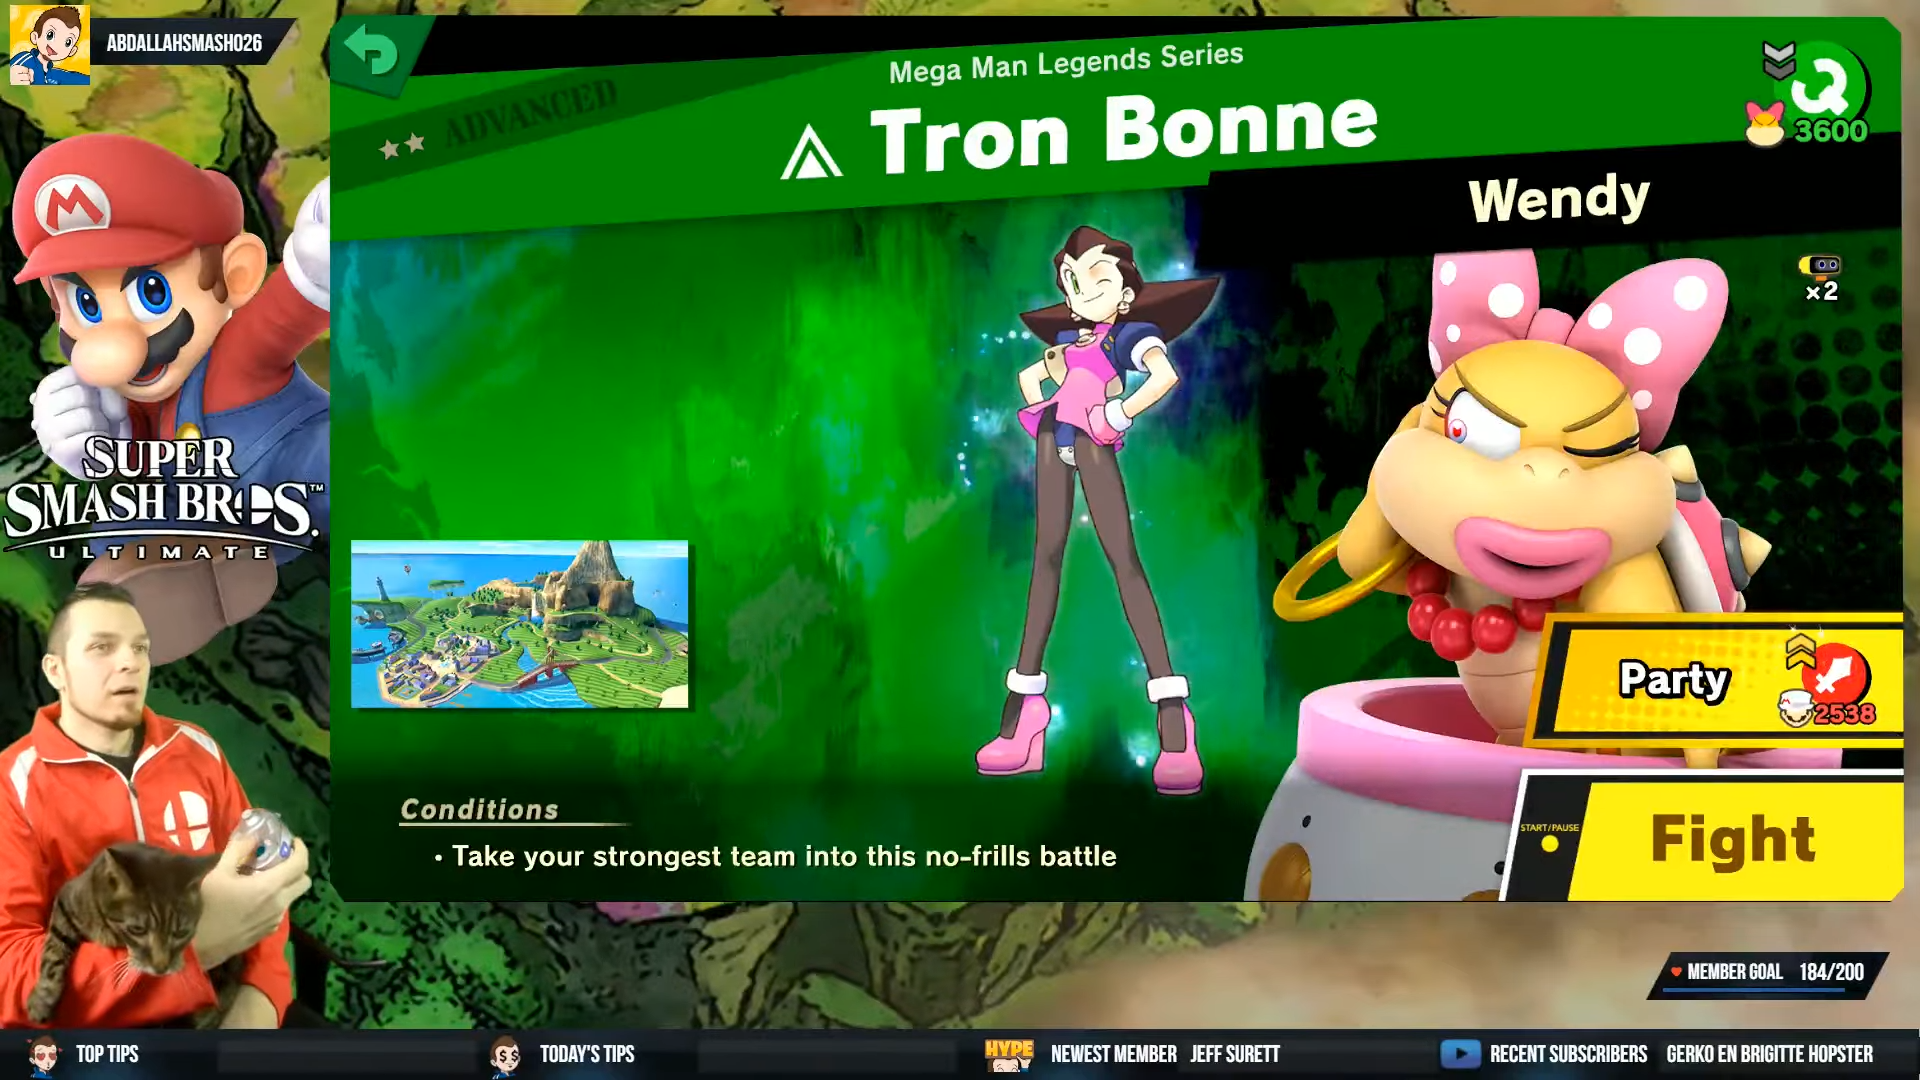 ABDALLAHSMASH026
Mega Man Legends Series
Tron Bonne
ADVANCED
3600
Wendy
×2
M
SUPER
SMASH BROS.™
ULTIMATE
Party
2538
START/PAUSE
Fight
Conditions
• Take your strongest team into this no-frills battle
MEMBER GOAL 184/200
TOP TIPS
TODAY'S TIPS
HYPE
NEWEST MEMBER JEFF SURETT
RECENT SUBSCRIBERS GERKO EN BRIGITTE HOPSTER